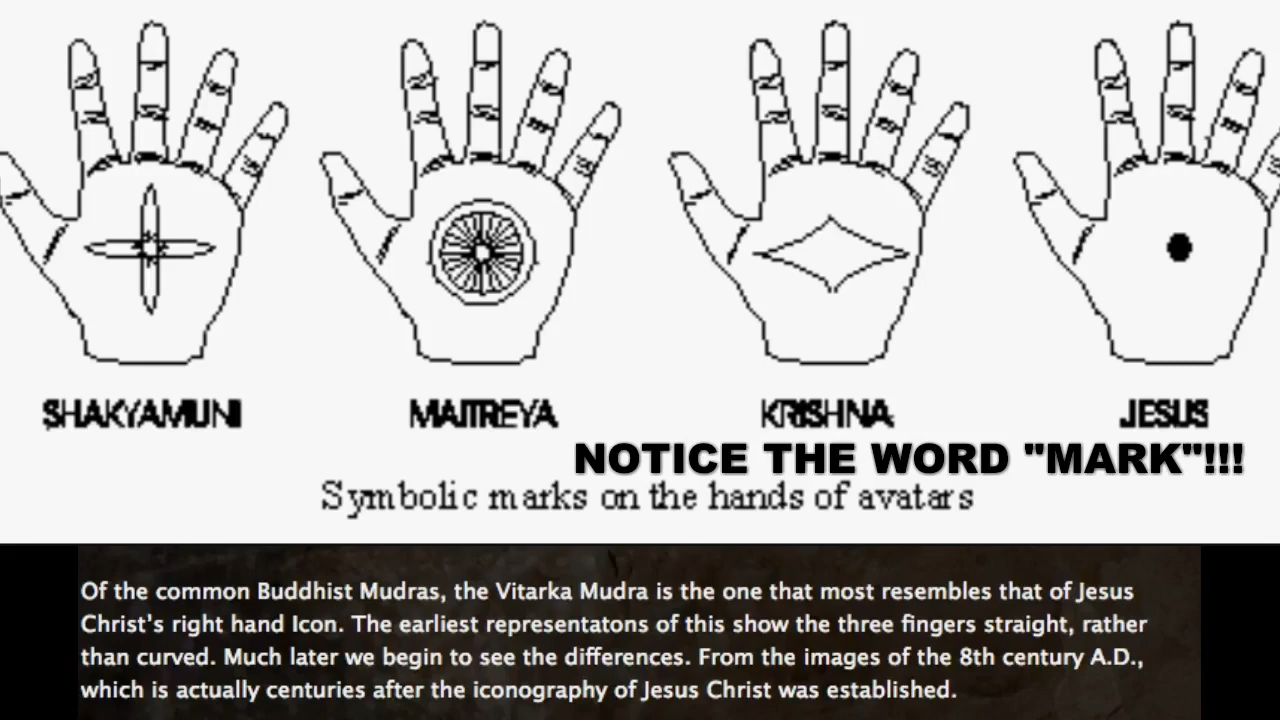 SHAKYAMUNI MAITREYA KRISHNA JESUS
NOTICE THE WORD "MARK"!!!
Symbolic marks on the hands of avatars
Of the common Buddhist Mudras, the Vitarka Mudra is the one that most resembles that of Jesus
Christ's right hand Icon. The earliest representatons of this show the three fingers straight, rather
than curved. Much later we begin to see the differences. From the images of the 8th century A.D.,
which is actually centuries after the iconography of Jesus Christ was established.